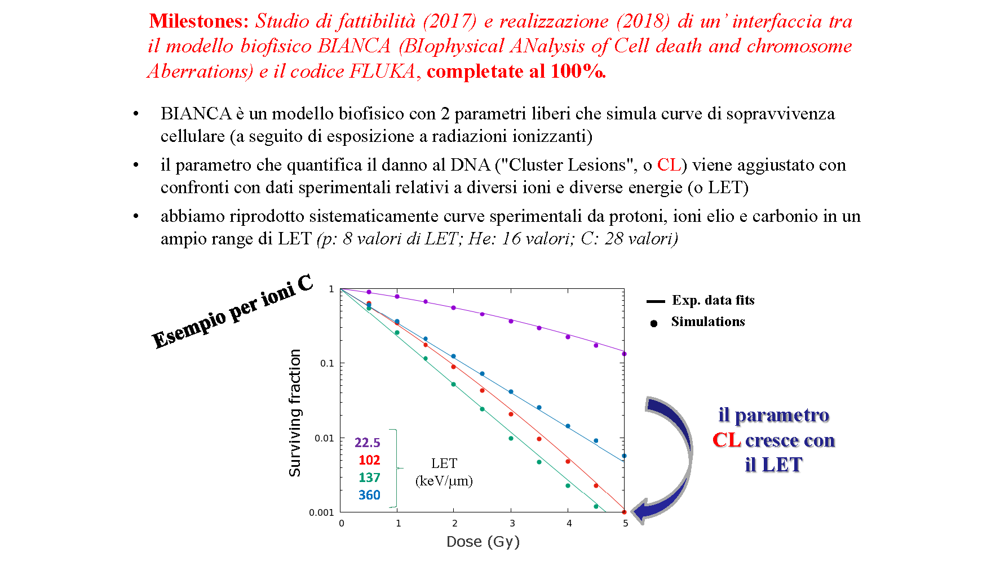 Milestones: Studio di fattibilità (2017) e realizzazione (2018) di un' interfaccia tra
il modello biofisico BIANCA (BIophysical ANalysis of Cell death and chromosome
Aberrations) e il codice FLUKA, completate al 100%.
• BIANCA è un modello biofisico con 2 parametri liberi che simula curve di sopravvivenza
cellulare (a seguito di esposizione a radiazioni ionizzanti)
• il parametro che quantifica il danno al DNA ("Cluster Lesions", o CL) viene aggiustato con
confronti con dati sperimentali relativi a diversi ioni e diverse energie (o LET)
• abbiamo riprodotto sistematicamente curve sperimentali da protoni, ioni elio e carbonio in un
ampio range di LET (p: 8 valori di LET; He: 16 valori; C: 28 valori)
Esempio per ioni C
1
0.1
0.01
0.001
Surviving fraction
22.5
102
137
360
LET
(keV/μm)
0 1 2 3 4 5
Dose (Gy)
Exp. data fits
Simulations
il parametro
CL cresce con
il LET